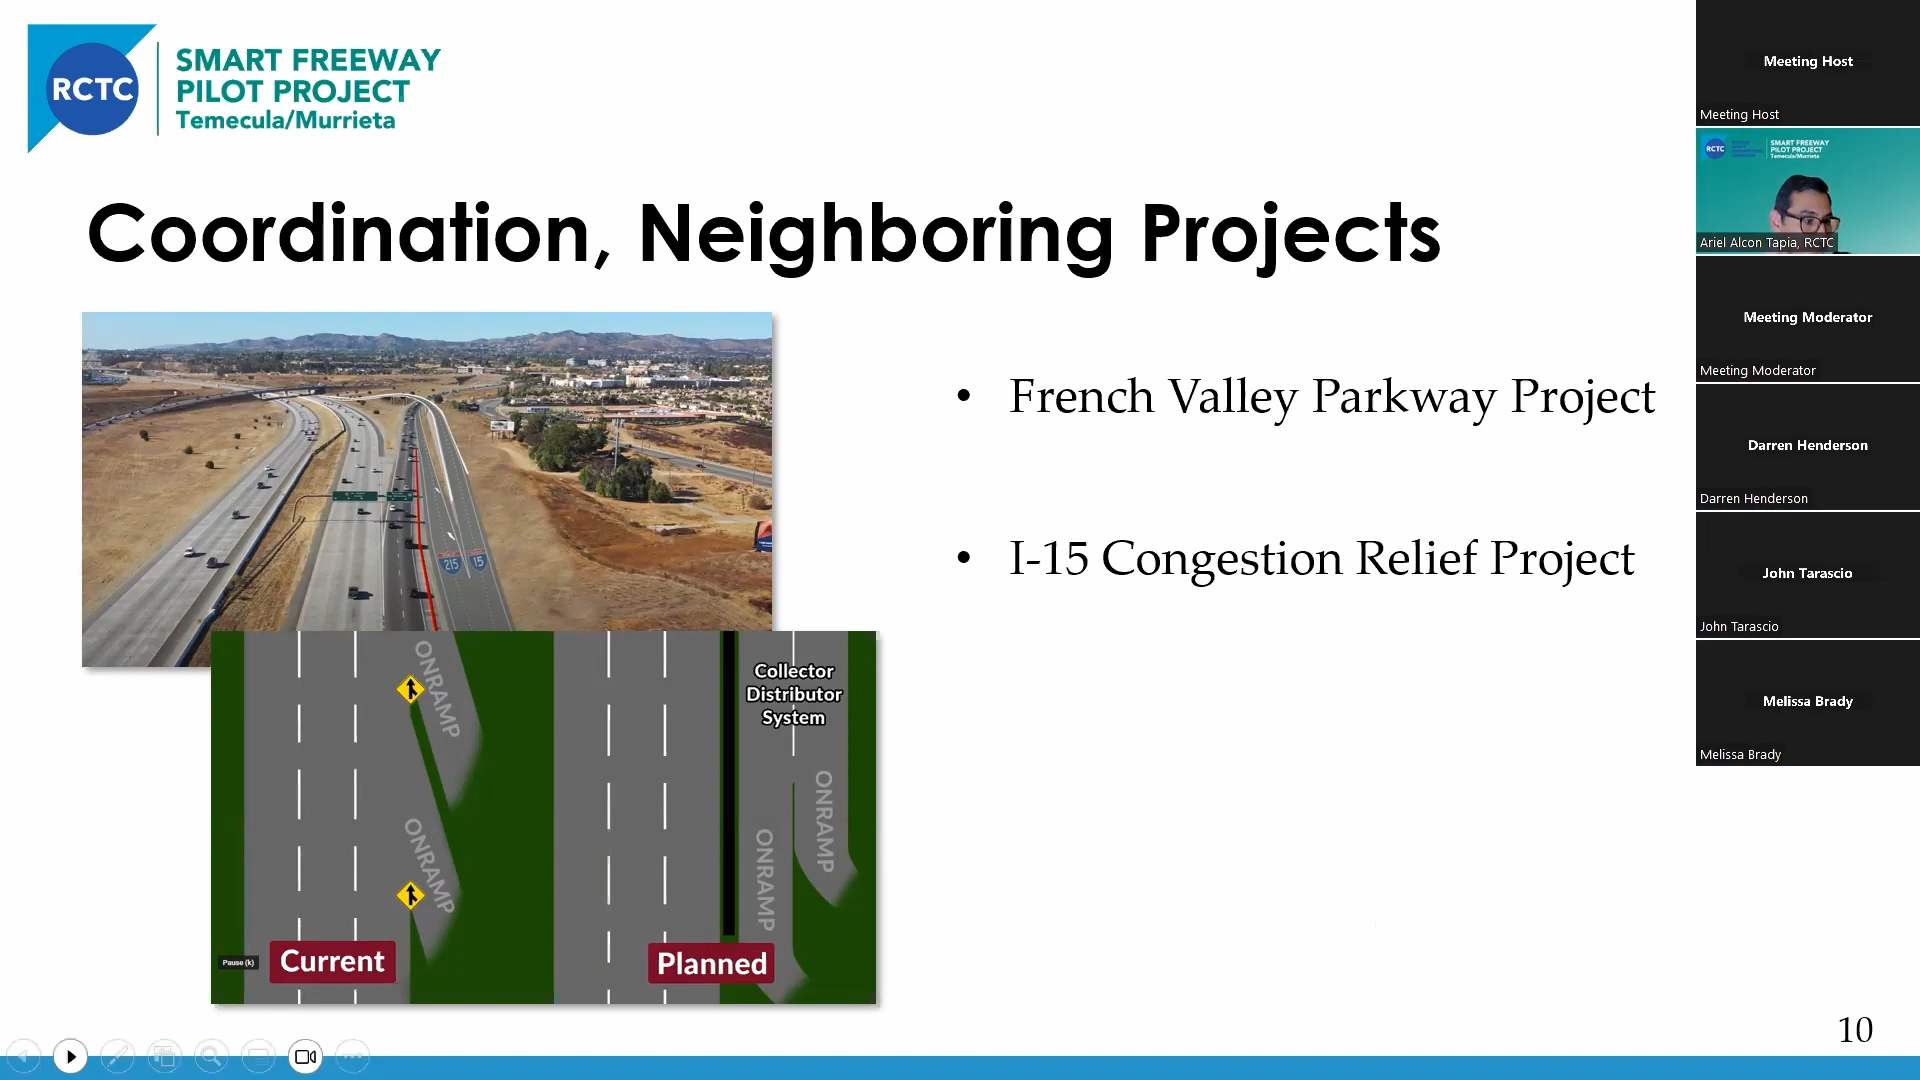 RCTC
SMART FREEWAY
PILOT PROJECT
Temecula/Murrieta
Coordination, Neighboring Projects
215
15
• French Valley Parkway Project
• I-15 Congestion Relief Project
ONRAMP
ONRAMP
Current
Pause (k)
Collector
Distributor
System
ONRAMP
ONRAMP
Planned
10
Meeting Host
Meeting Host
RCTC
SMART FREEWAY
PILOT PROJECT
Temecula/Murrieta
Ariel Alcon Tapia, RCTC
Meeting Moderator
Meeting Moderator
Darren Henderson
Darren Henderson
John Tarascio
John Tarascio
Melissa Brady
Melissa Brady